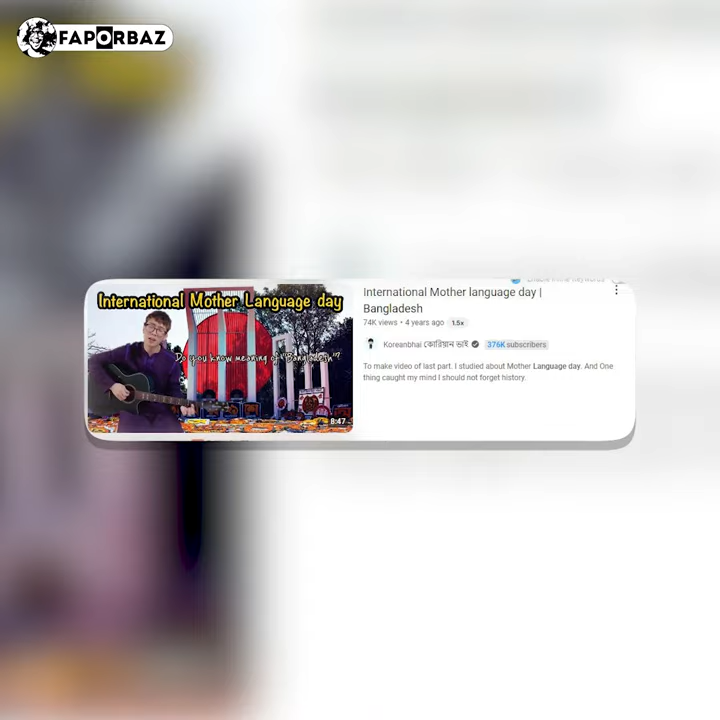 FAPORBAZ
International Mother Language day
Do you know meaning of "Bangladesh"?
8:47
International Mother language day |
Bangladesh
74K views • 4 years ago 1.5x
Koreanbhai কোরিয়ান ভাই 376K subscribers
To make video of last part. I studied about Mother Language day. And One
thing caught my mind I should not forget history.